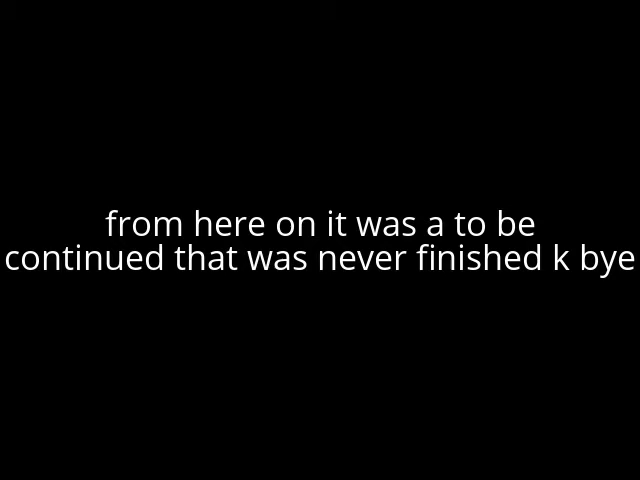 from here on it was a to be
continued that was never finished k bye